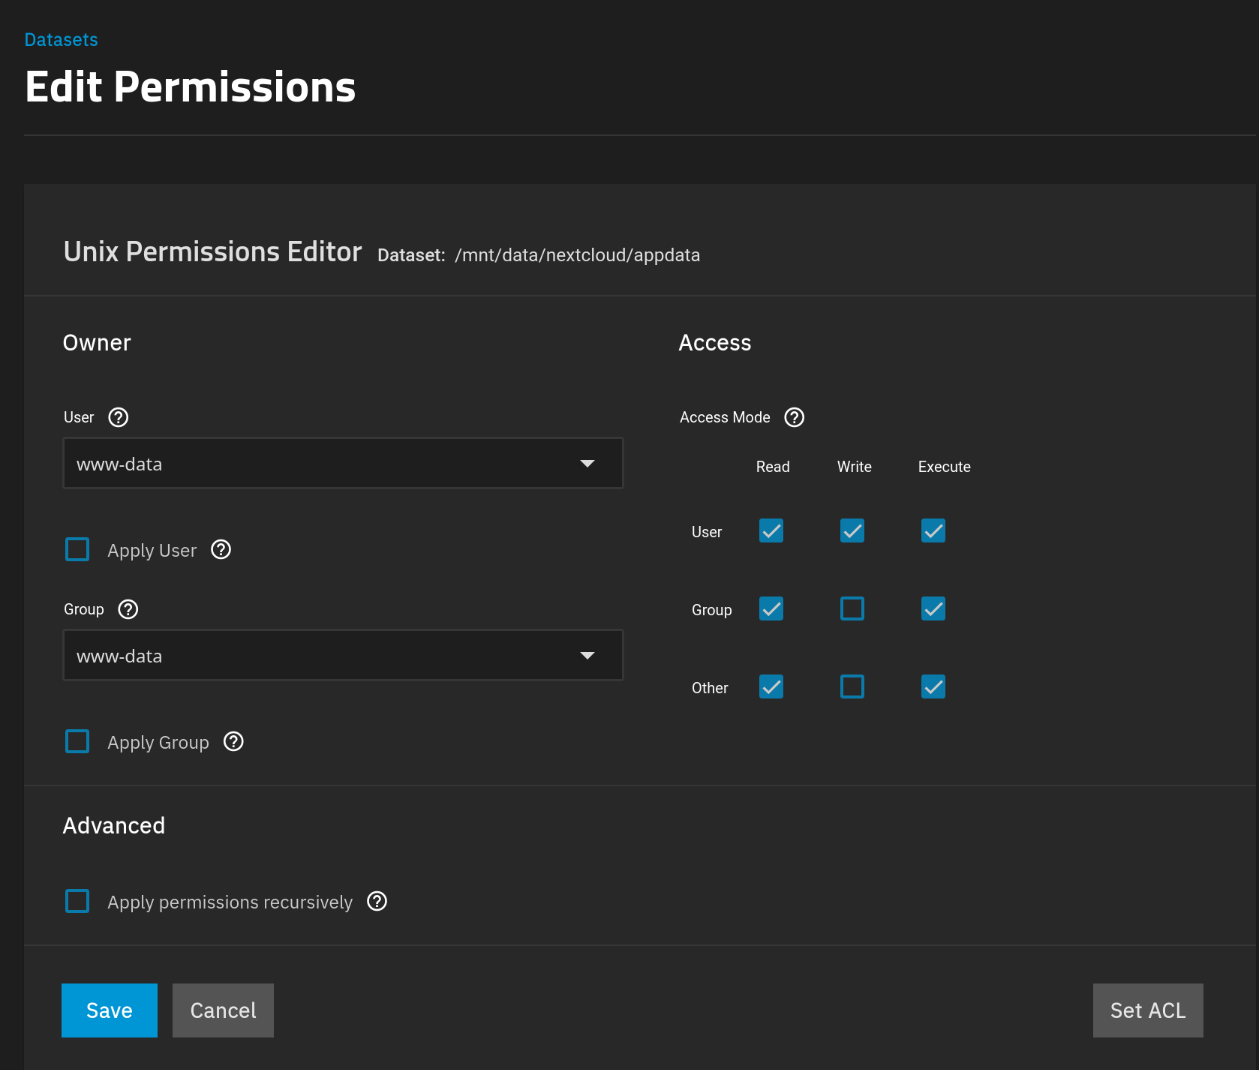 Datasets
Edit Permissions
Unix Permissions Editor Dataset: /mnt/data/nextcloud/appdata
Owner
User
www-data
Apply User
Group
www-data
Apply Group
Access
Access Mode
Read Write Execute
User
Group
Other
Advanced
Apply permissions recursively
Save Cancel Set ACL